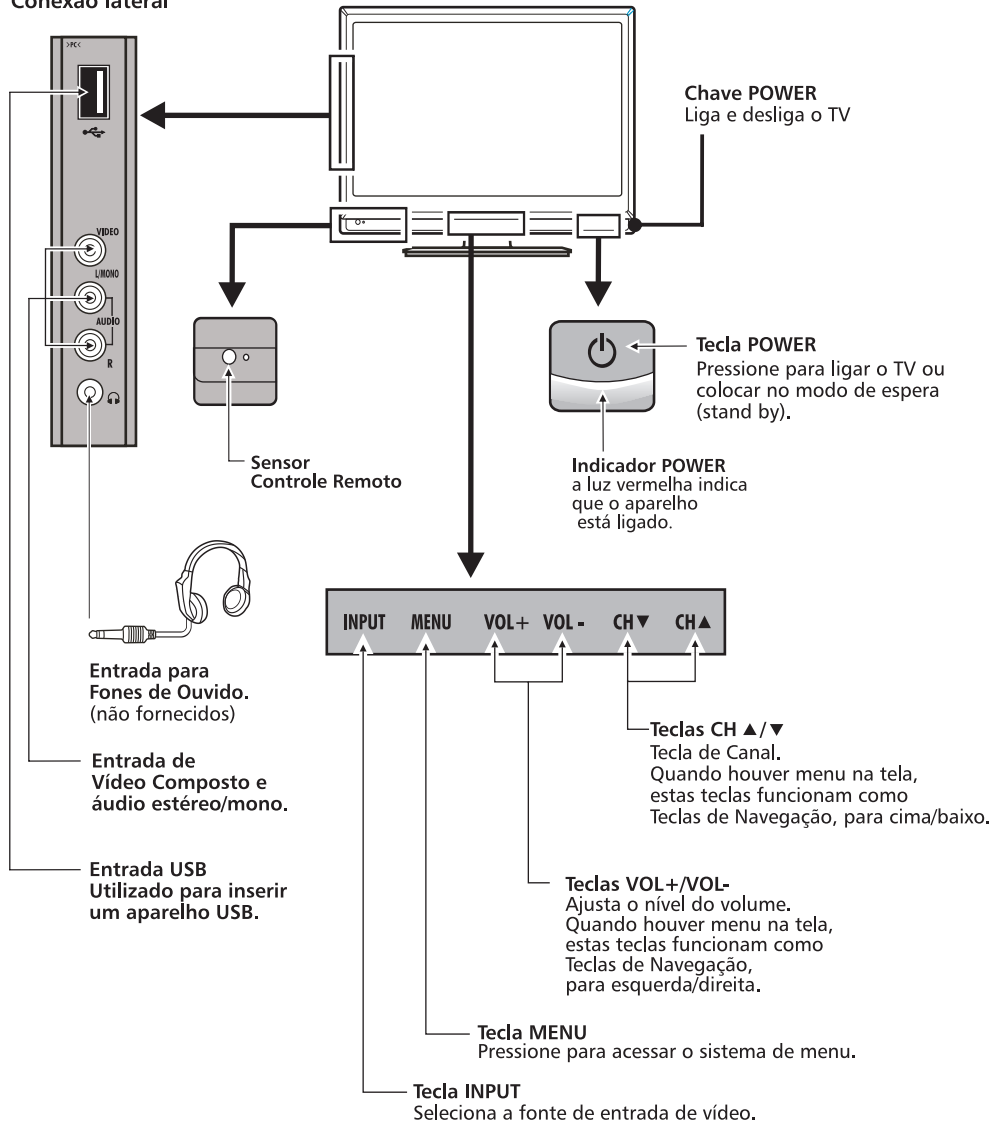 Conexão lateral
>PC<
VIDEO
L/MONO
AUDIO
R
Chave POWER
Liga e desliga o TV
Tecla POWER
Pressione para ligar o TV ou
colocar no modo de espera
(stand by).
Indicador POWER
a luz vermelha indica
que o aparelho
está ligado.
Sensor
Controle Remoto
INPUT MENU VOL+ VOL - CH▼ CH▲
Entrada para
Fones de Ouvido.
(não fornecidos)
Entrada de
Vídeo Composto e
áudio estéreo/mono.
Entrada USB
Utilizado para inserir
um aparelho USB.
Teclas CH ▲/▼
Tecla de Canal.
Quando houver menu na tela,
estas teclas funcionam como
Teclas de Navegação, para cima/baixo.
Teclas VOL+/VOL-
Ajusta o nível do volume.
Quando houver menu na tela,
estas teclas funcionam como
Teclas de Navegação,
para esquerda/direita.
Tecla MENU
Pressione para acessar o sistema de menu.
Tecla INPUT
Seleciona a fonte de entrada de vídeo.